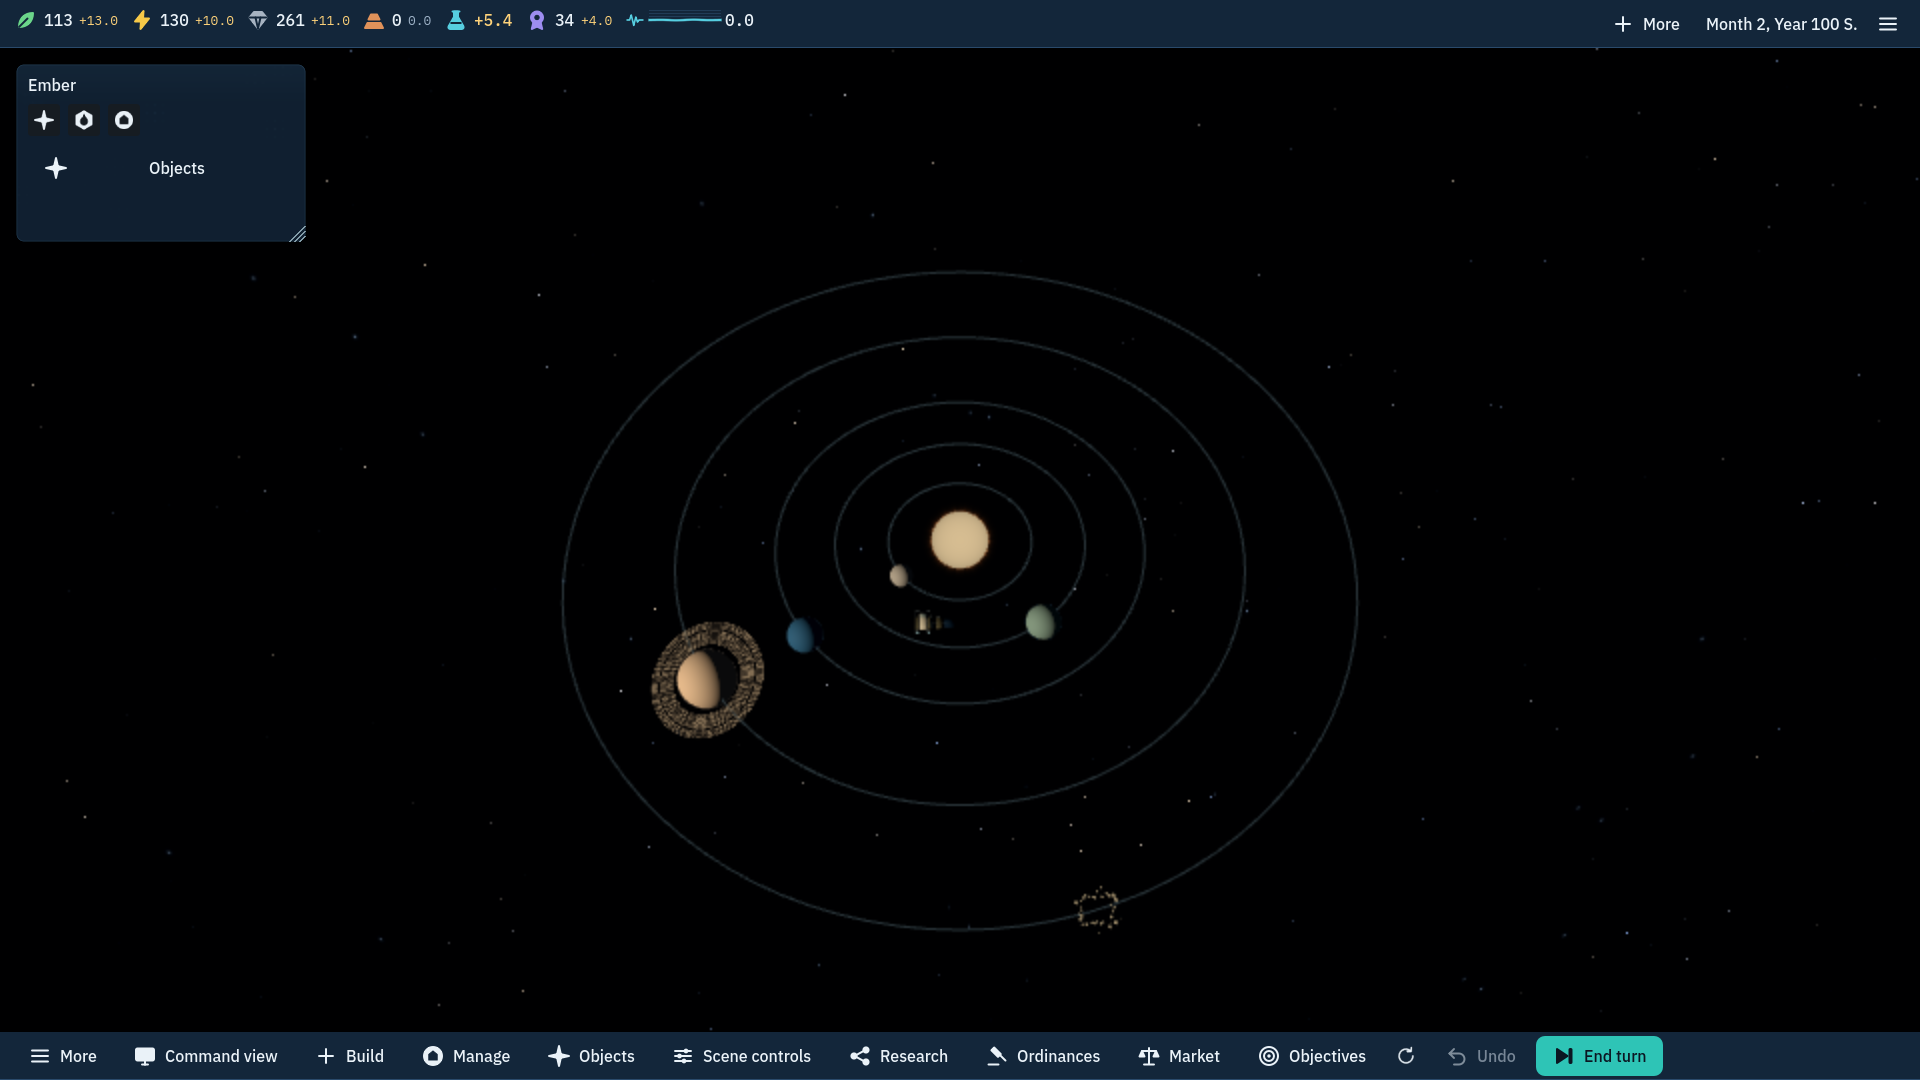 113 +13.0 130 +10.0 261 +11.0 0 0.0 +5.4 34 +4.0 0.0 More Month 2, Year 100 S.
Ember
Objects
More Command view Build Manage Objects Scene controls Research Ordinances Market Objectives Undo End turn